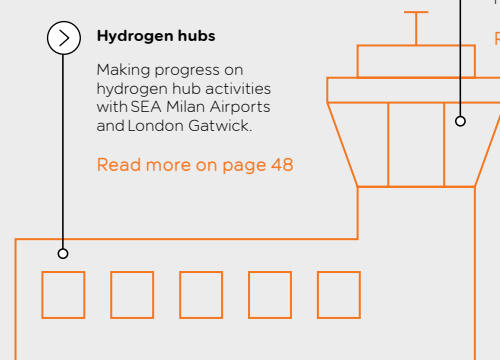 Hydrogen hubs
Making progress on
hydrogen hub activities
with SEA Milan Airports
and London Gatwick.
Read more on page 48